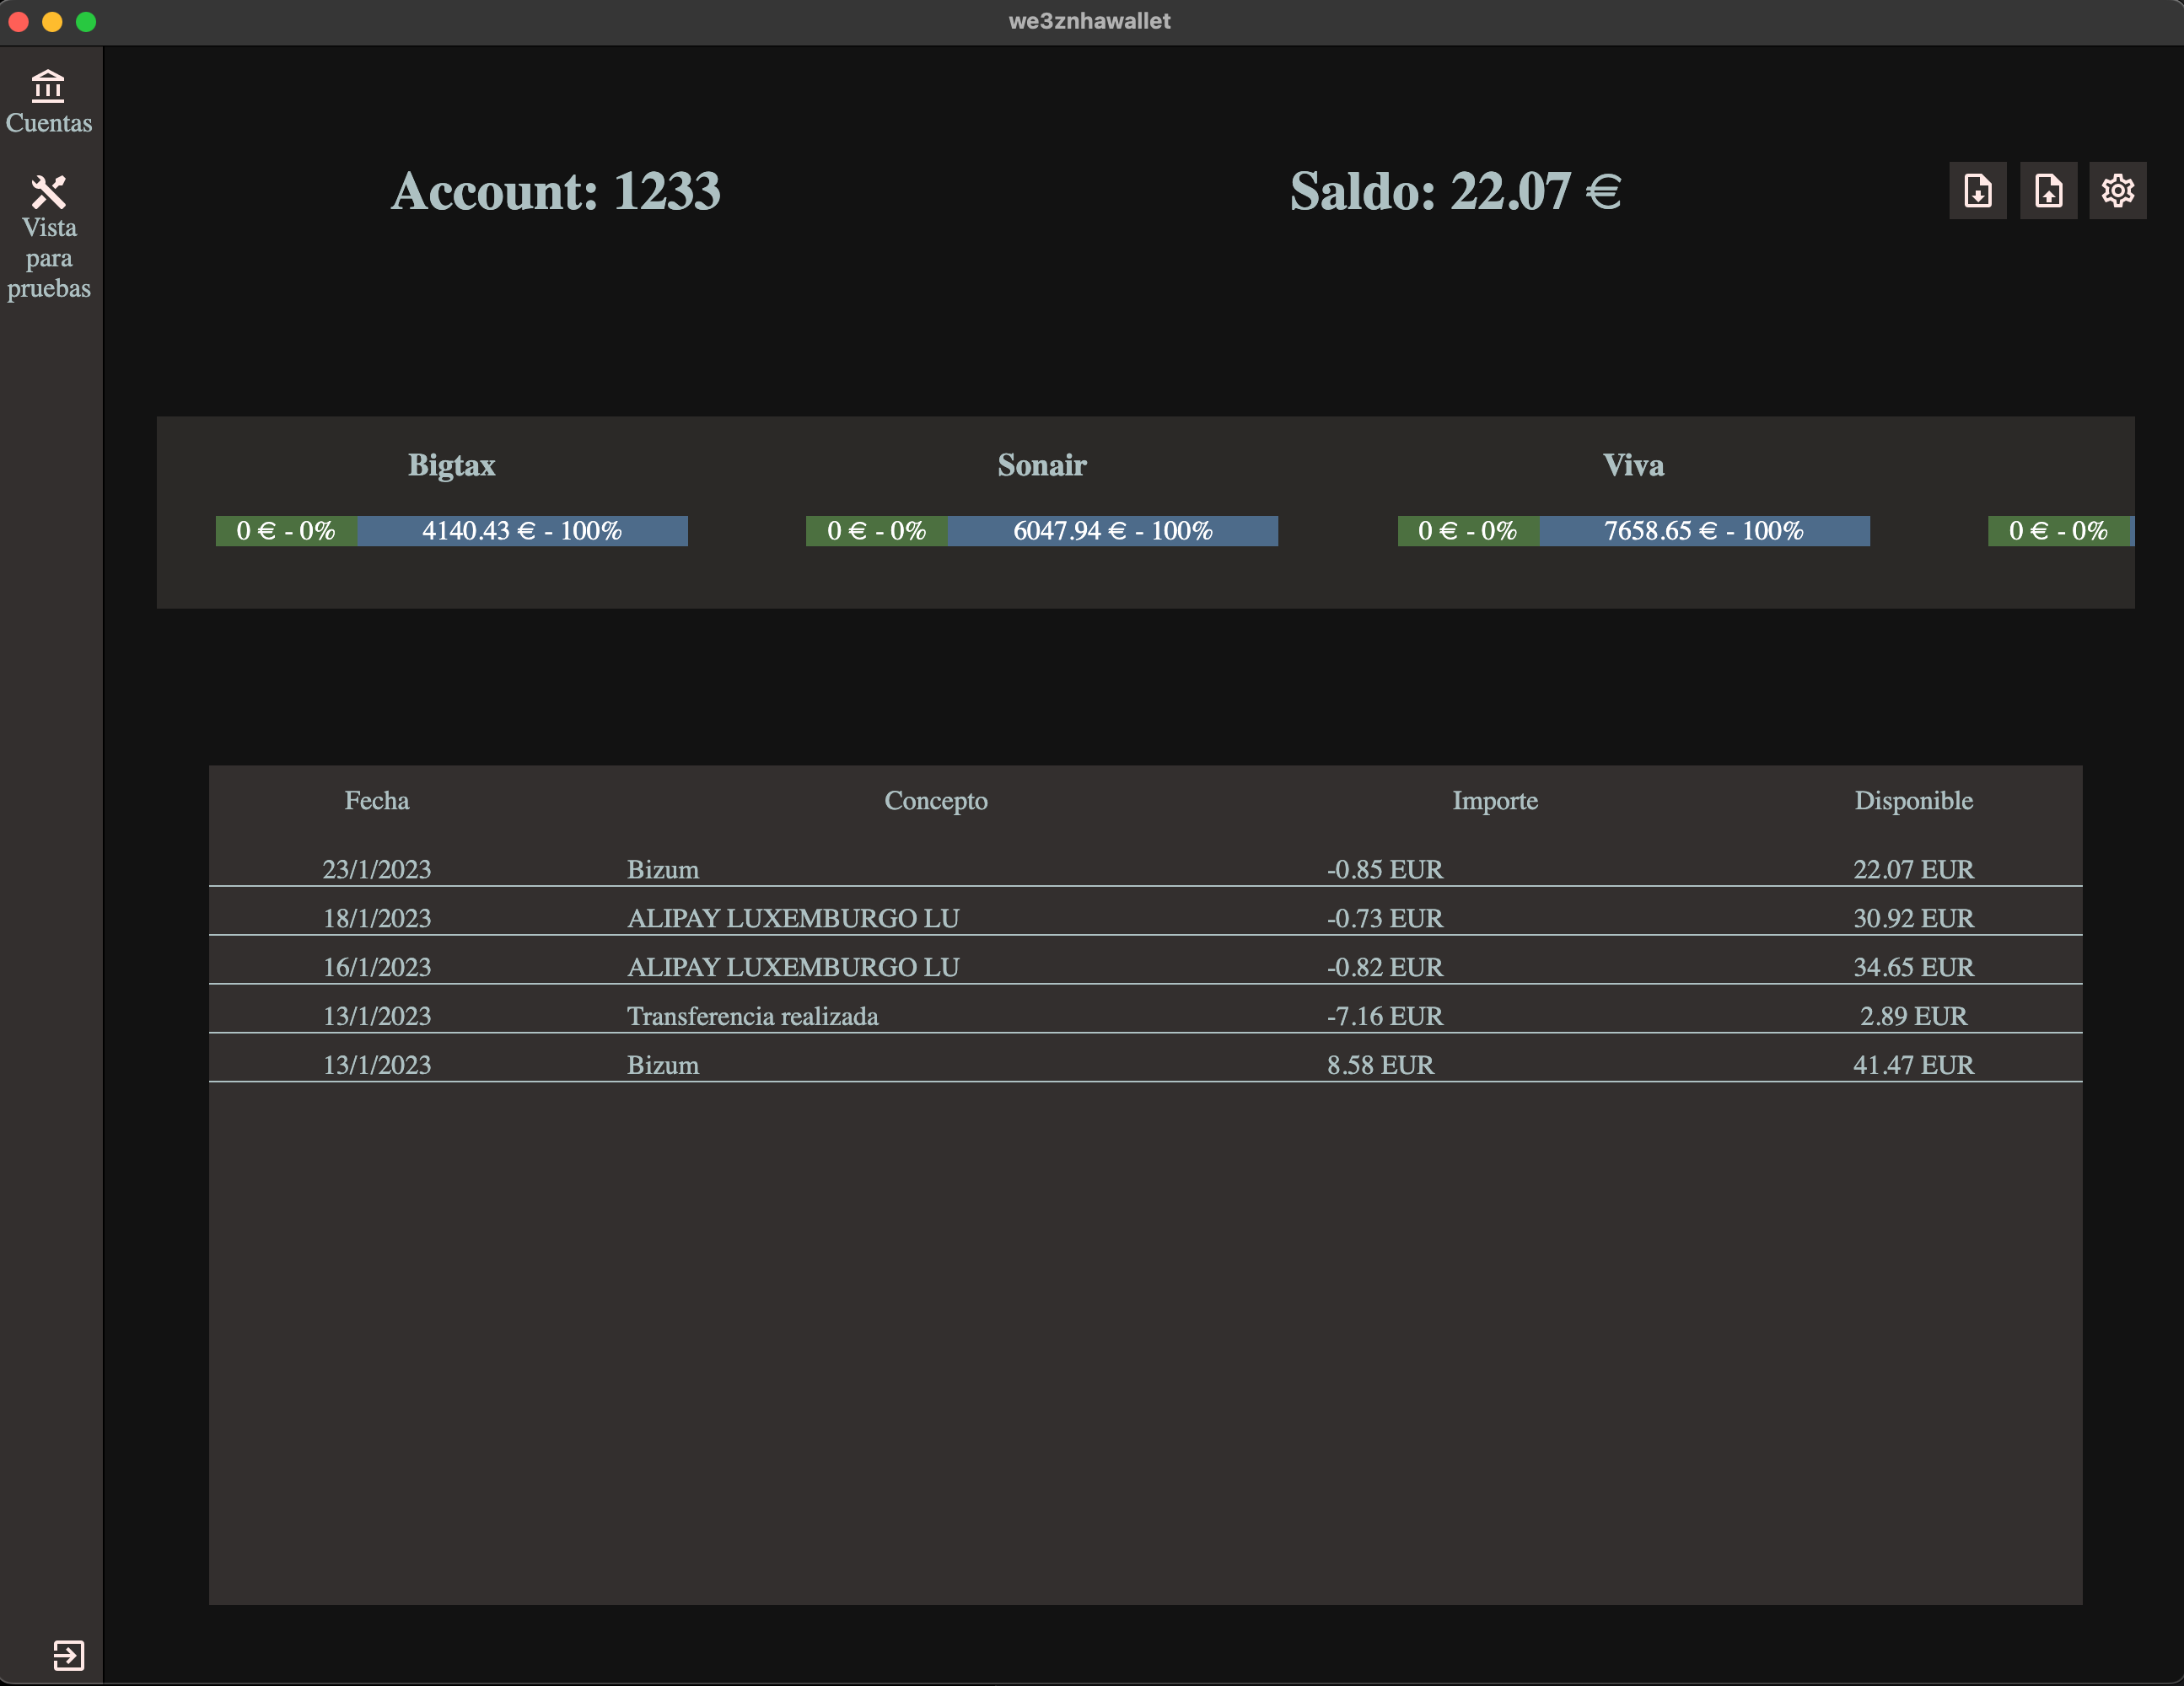 we3znhawallet
Cuentas
Vista
para
pruebas
Account: 1233
Saldo: 22.07 €
Bigtax
Sonair
Viva
0 € - 0%
4140.43 € - 100%
0 € - 0%
6047.94 € - 100%
0 € - 0%
7658.65 € - 100%
0 € - 0%
Fecha Concepto Importe Disponible
23/1/2023 Bizum -0.85 EUR 22.07 EUR
18/1/2023 ALIPAY LUXEMBURGO LU -0.73 EUR 30.92 EUR
16/1/2023 ALIPAY LUXEMBURGO LU -0.82 EUR 34.65 EUR
13/1/2023 Transferencia realizada -7.16 EUR 2.89 EUR
13/1/2023 Bizum 8.58 EUR 41.47 EUR